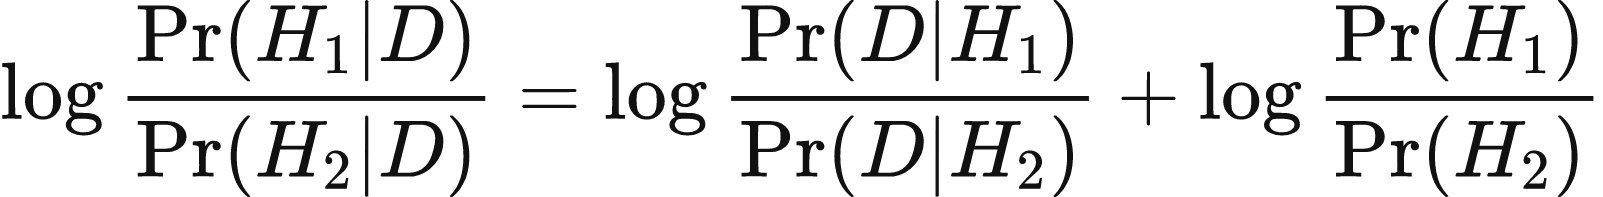 log Pr(H₁|D)/Pr(H₂|D) = log Pr(D|H₁)/Pr(D|H₂) + log Pr(H₁)/Pr(H₂)